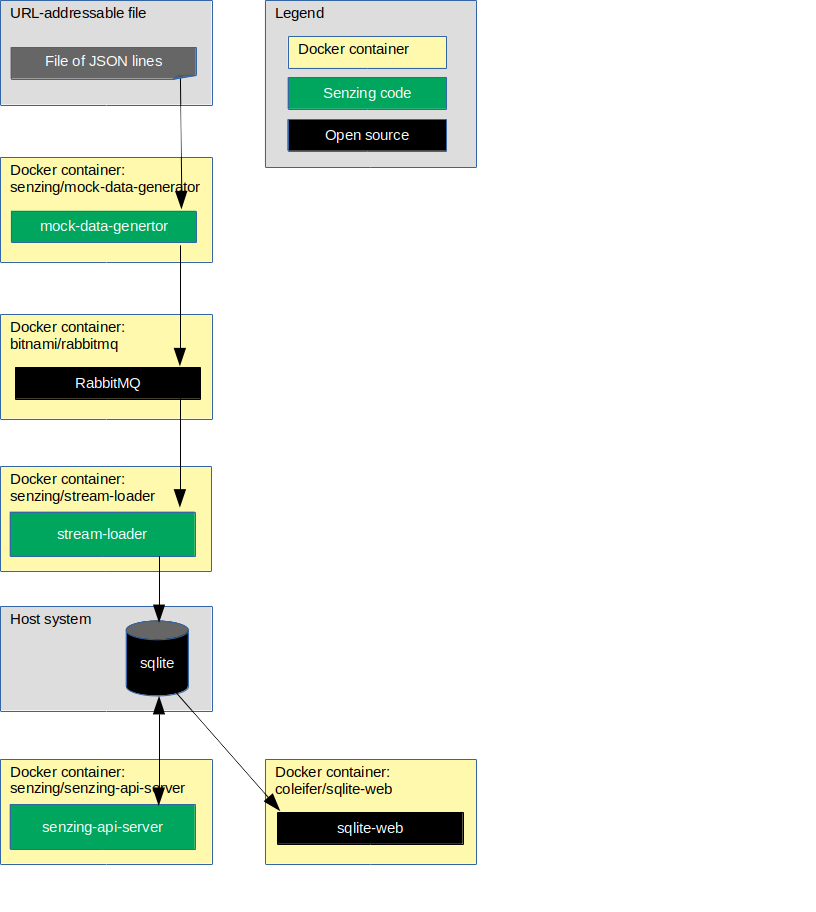 URL-addressable file
File of JSON lines
Legend
Docker container
Senzing code
Open source
Docker container:
senzing/mock-data-generator
mock-data-genertor
Docker container:
bitnami/rabbitmq
RabbitMQ
Docker container:
senzing/stream-loader
stream-loader
Host system
sqlite
Docker container:
senzing/senzing-api-server
senzing-api-server
Docker container:
coleifer/sqlite-web
sqlite-web